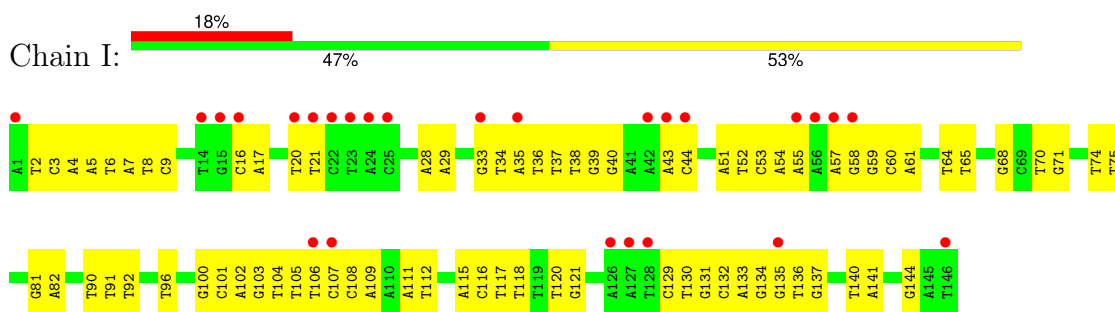 18%
Chain I:
47% 53%
A1 T2 C3 A4 A5 T6 A7 T8 C9 T14 G15 C16 A17 T20 T21 C22 T23 A24 C25 A28 A29 G33 T34 A35 T36 T37 T38 G39 G40 A41 A42 A43 C44 A51 T52 C53 A54 A55 A56 A57 G58 G59 C60 A61 T64 T65 G68 C69 T70 G71 T74 T75
G81 A82 T90 T91 T92 T96 G100 C101 A102 G103 T104 T105 T106 C107 C108 A109 A110 A111 T112 A115 C116 T117 T118 T119 T120 G121 A126 A127 T128 C129 T130 G131 C132 A133 G134 G135 T136 G137 T140 A141 G144 A145 T146